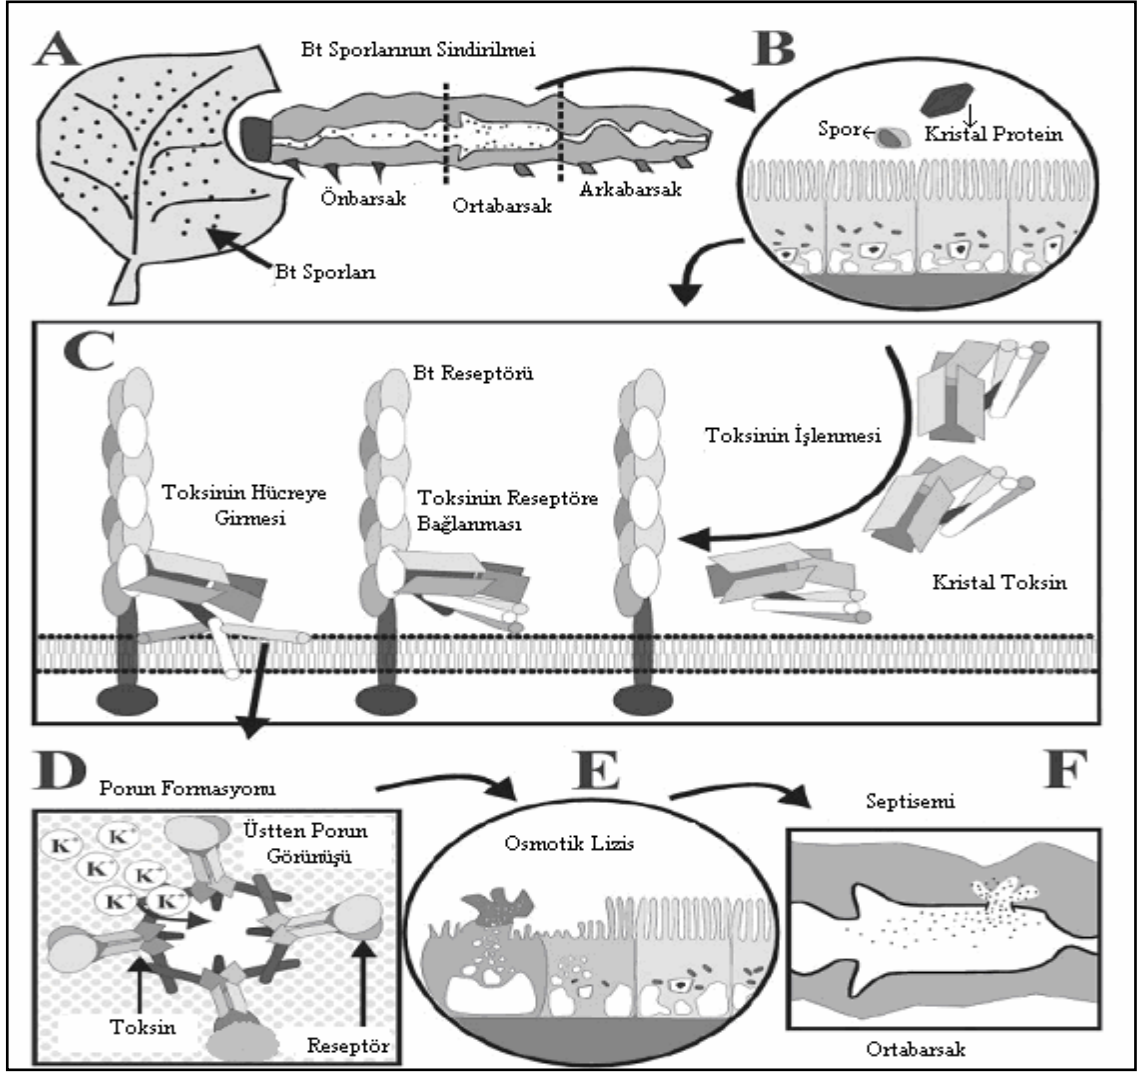 A
Bt Sporlarının Sindirilmei
Önbarsak
Ortabarsak
Arkabarsak
Bt Sporları
B
Spor
Kristal Protein
C
Bt Reseptörü
Toksinin İşlenmesi
Toksinin Hücreye
Girmesi
Toksinin Reseptöre
Bağlanması
Kristal Toksin
D
Porun Formasyonu
Üstten Porun
Görünüşü
K+
K+
K+
K+
K+
K+
Toksin
Reseptör
E
Osmotik Lizis
F
Septisemi
Ortabarsak